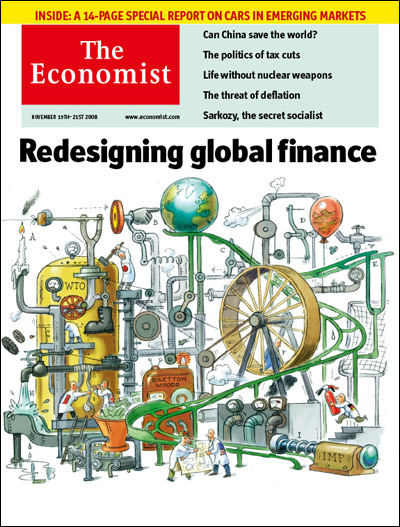 INSIDE: A 14-PAGE SPECIAL REPORT ON CARS IN EMERGING MARKETS
The
Economist
NOVEMBER 15TH–21ST 2008
www.economist.com
Can China save the world?
The politics of tax cuts
Life without nuclear weapons
The threat of deflation
Sarkozy, the secret socialist
Redesigning global finance
WTO
BRETTON
WOODS
IMF